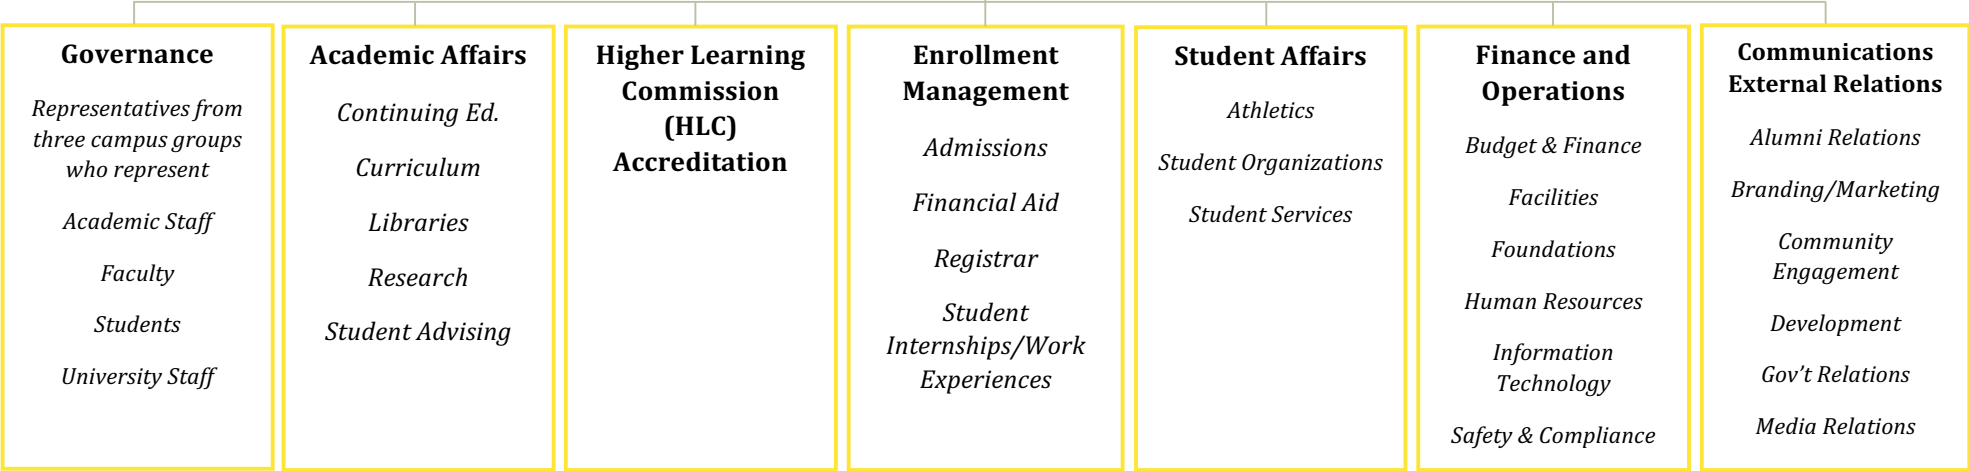 Governance
Representatives from
three campus groups
who represent
Academic Staff
Faculty
Students
University Staff
Academic Affairs
Continuing Ed.
Curriculum
Libraries
Research
Student Advising
Higher Learning
Commission
(HLC)
Accreditation
Enrollment
Management
Admissions
Financial Aid
Registrar
Student
Internships/Work
Experiences
Student Affairs
Athletics
Student Organizations
Student Services
Finance and
Operations
Budget & Finance
Facilities
Foundations
Human Resources
Information
Technology
Safety & Compliance
Communications
External Relations
Alumni Relations
Branding/Marketing
Community
Engagement
Development
Gov’t Relations
Media Relations